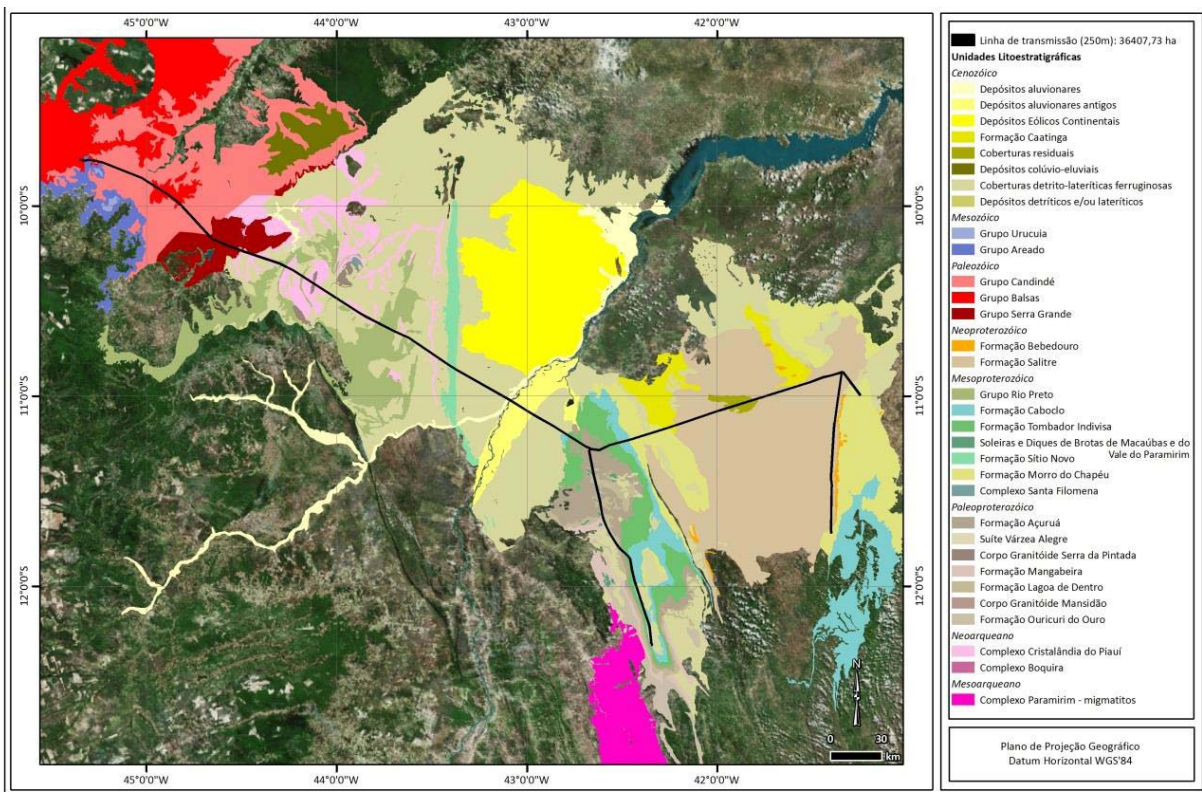 45°0'0"W
44°0'0"W
43°0'0"W
42°0'0"W
10°0'0"S
10°0'0"S
11°0'0"S
11°0'0"S
12°0'0"S
12°0'0"S
N
0 30
km
45°0'0"W
44°0'0"W
43°0'0"W
42°0'0"W
Linha de transmissão (250m): 36407,73 ha
Unidades Litoestratigráficas
Cenozóico
Depósitos aluvionares
Depósitos aluvionares antigos
Depósitos Eólicos Continentais
Formação Caatinga
Coberturas residuais
Depósitos colúvio-eluviais
Coberturas detrito-lateríticas ferruginosas
Depósitos detríticos e/ou lateríticos
Mesozóico
Grupo Urucuia
Grupo Areado
Paleozóico
Grupo Candindé
Grupo Balsas
Grupo Serra Grande
Neoproterozóico
Formação Bebedouro
Formação Salitre
Mesoproterozóico
Grupo Rio Preto
Formação Caboclo
Formação Tombador Indivisa
Soleiras e Diques de Brotas de Macaúbas e do
Vale do Paramirim
Formação Sítio Novo
Formação Morro do Chapéu
Complexo Santa Filomena
Paleoproterozóico
Formação Açuruá
Suíte Várzea Alegre
Corpo Granitóide Serra da Pintada
Formação Mangabeira
Formação Lagoa de Dentro
Corpo Granitóide Mansidão
Formação Ouricuri do Ouro
Neoarqueano
Complexo Cristalândia do Piauí
Complexo Boquira
Mesoarqueano
Complexo Paramirim - migmatitos
Plano de Projeção Geográfico
Datum Horizontal WGS'84